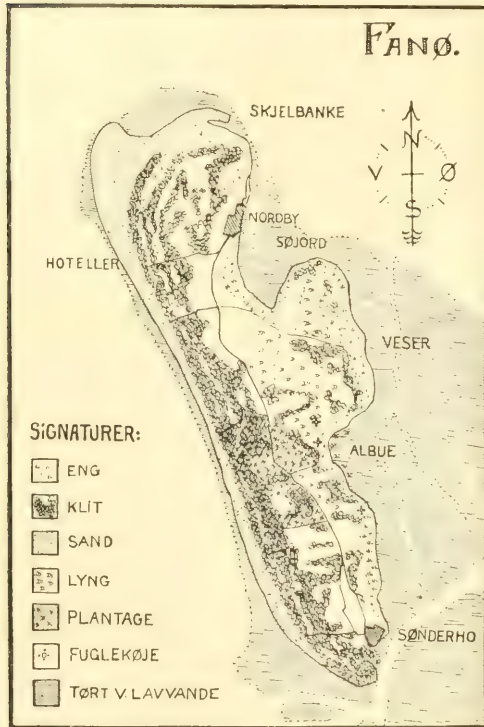 FANØ.
N
V Ø
S
SKJELBANKE
NORDBY
SØJORD
HOTELLER
VESER
ALBUE
SØNDERHO
SIGNATURER:
ENG
KLIT
SAND
LYNG
PLANTAGE
FUGLEKØJE
TØRT V. LAVVANDE